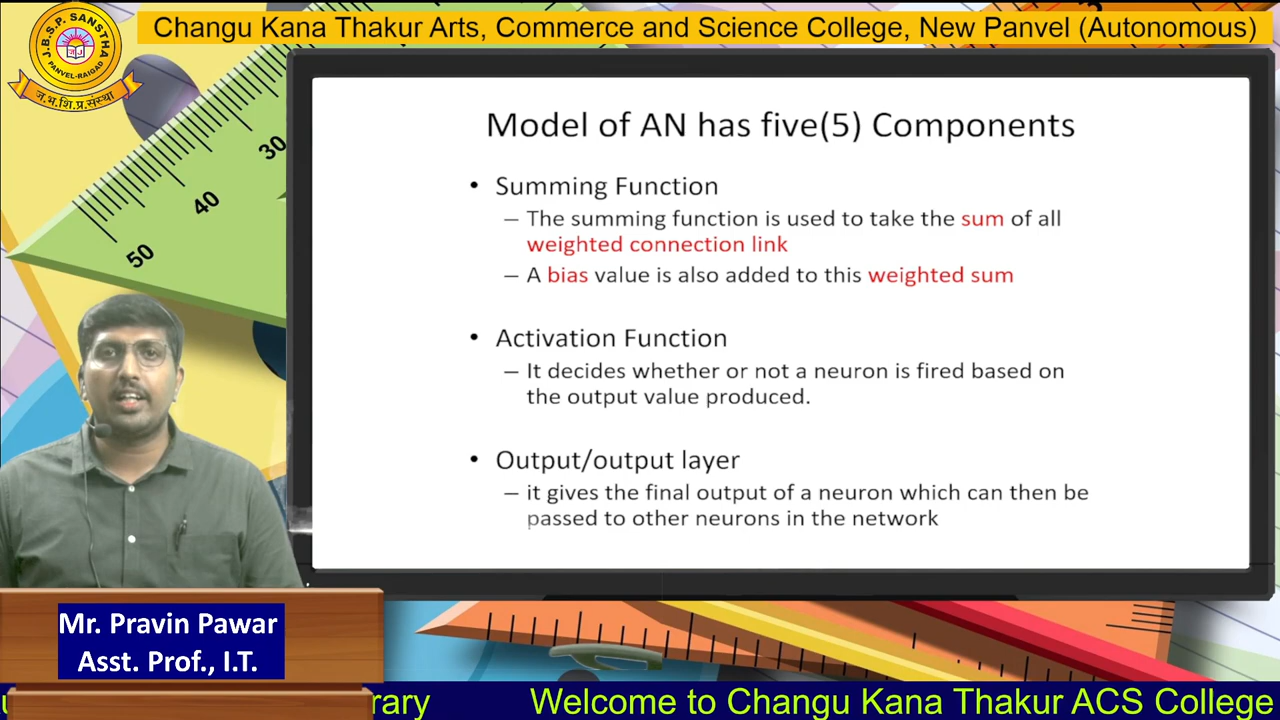 Changu Kana Thakur Arts, Commerce and Science College, New Panvel (Autonomous)
J.B.S.P. SANSTHA
PANVEL-RAIGAD
ज.भ.शि.प्र.संस्था
30
40
50
Model of AN has five(5) Components
• Summing Function
– The summing function is used to take the sum of all
weighted connection link
– A bias value is also added to this weighted sum
• Activation Function
– It decides whether or not a neuron is fired based on
the output value produced.
• Output/output layer
– it gives the final output of a neuron which can then be
passed to other neurons in the network
Mr. Pravin Pawar
Asst. Prof., I.T.
rary Welcome to Changu Kana Thakur ACS College